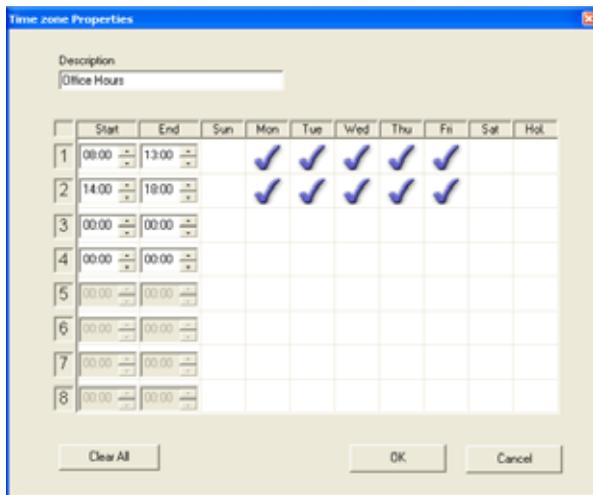 Time zone Properties
Description
Office Hours
Start End Sun Mon Tue Wed Thu Fri Sat Hol.
1 08:00 13:00
2 14:00 18:00
3 00:00 00:00
4 00:00 00:00
5 00:00 00:00
6 00:00 00:00
7 00:00 00:00
8 00:00 00:00
Clear All OK Cancel